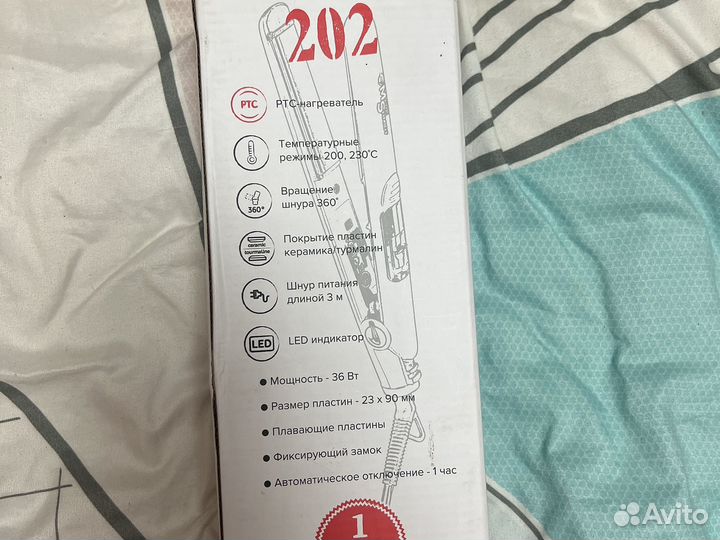 202
PTC
PTC-нагреватель
Температурные
режимы 200, 230°C
Вращение
шнура 360°
360°
Покрытие пластин
керамика/турмалин
ceramic
tourmaline
Шнур питания
длиной 3 м
LED
LED индикатор
• Мощность - 36 Вт
• Размер пластин - 23 x 90 мм
• Плавающие пластины
• Фиксирующий замок
• Автоматическое отключение - 1 час
1
Avito